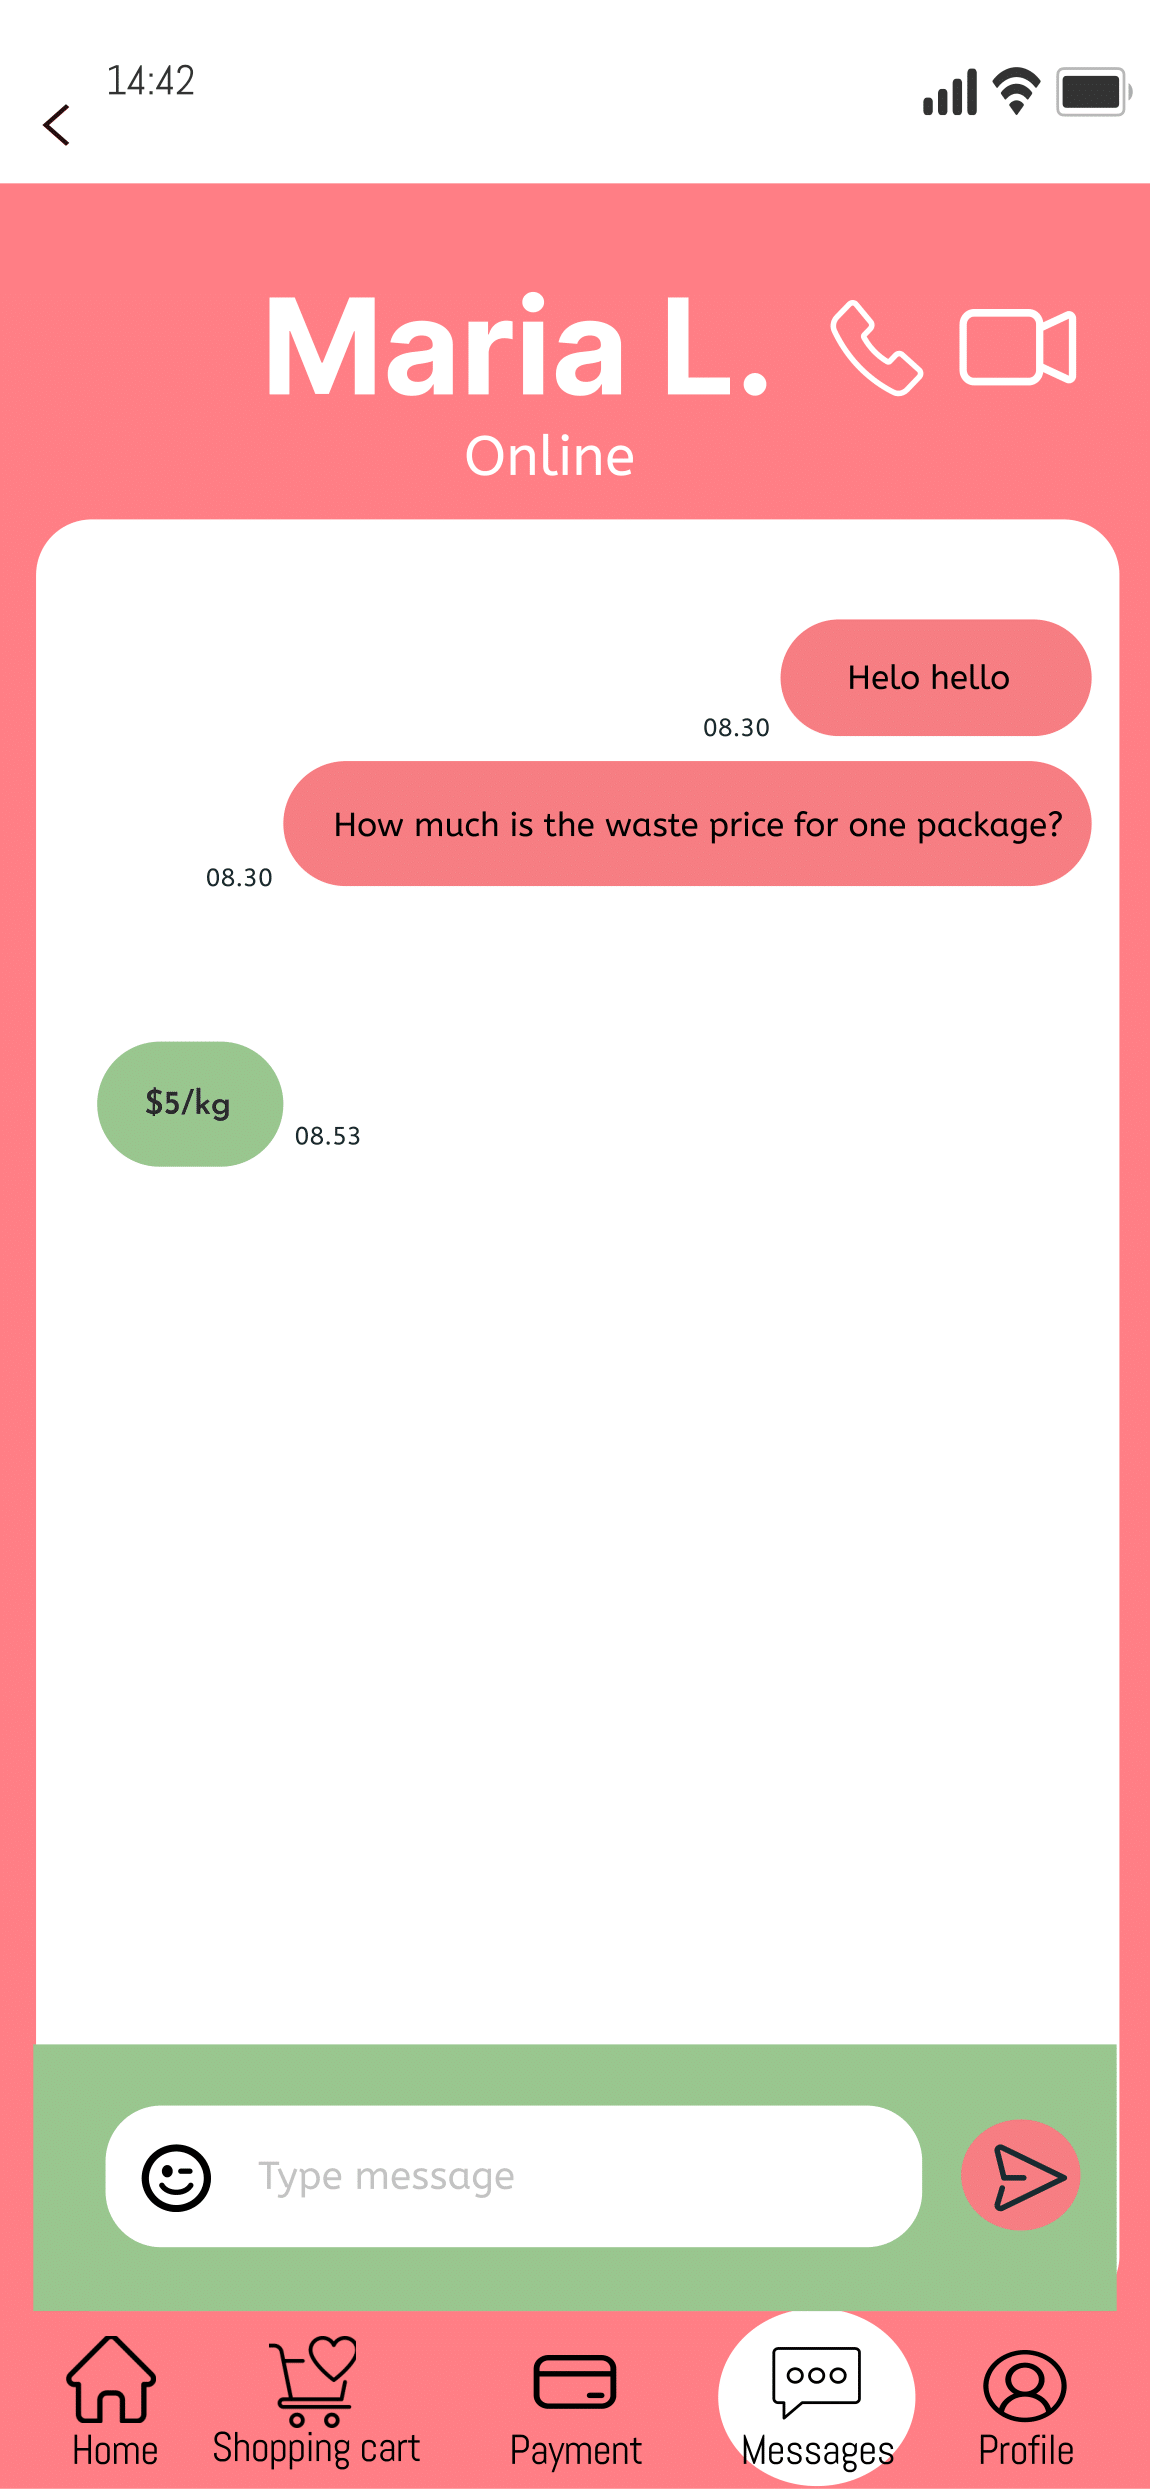 14:42
Maria L.
Online
Helo hello
08.30
How much is the waste price for one package?
08.30
$5/kg
08.53
Type message
Home
Shopping cart
Payment
Messages
Profile